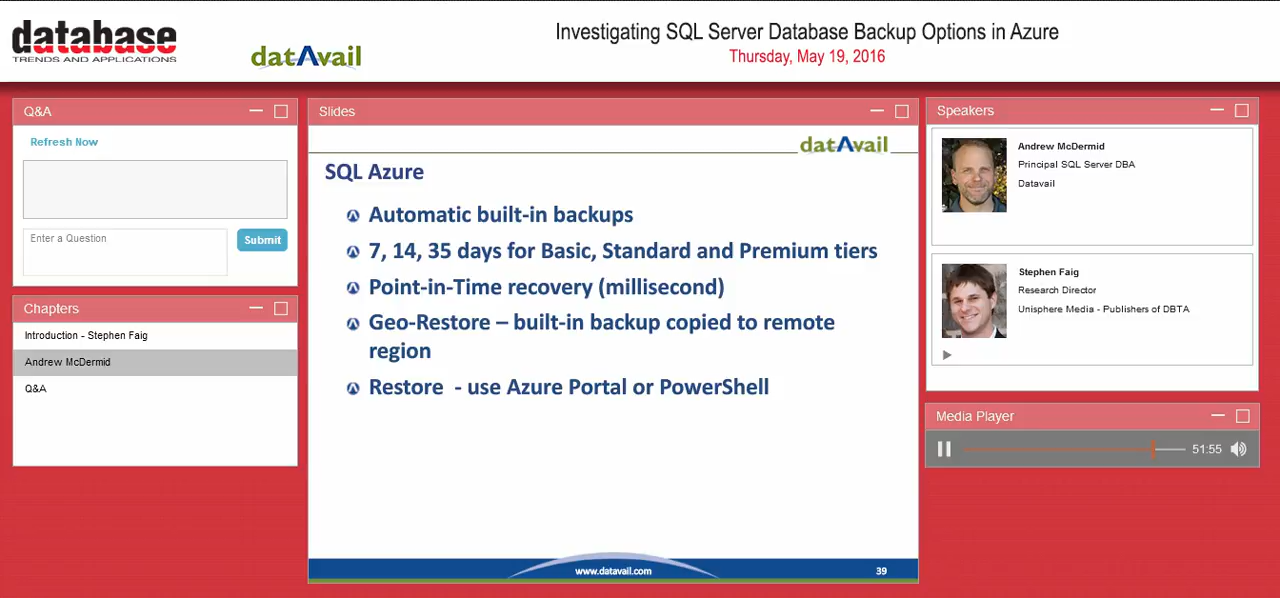 database
TRENDS AND APPLICATIONS
datAvail
Investigating SQL Server Database Backup Options in Azure
Thursday, May 19, 2016
Q&A
Refresh Now
Enter a Question
Submit
Chapters
Introduction - Stephen Faig
Andrew McDermid
Q&A
Slides
datAvail
SQL Azure
Automatic built-in backups
7, 14, 35 days for Basic, Standard and Premium tiers
Point-in-Time recovery (millisecond)
Geo-Restore – built-in backup copied to remote
region
Restore - use Azure Portal or PowerShell
www.datavail.com
39
Speakers
Andrew McDermid
Principal SQL Server DBA
Datavail
Stephen Faig
Research Director
Unisphere Media - Publishers of DBTA
Media Player
51:55